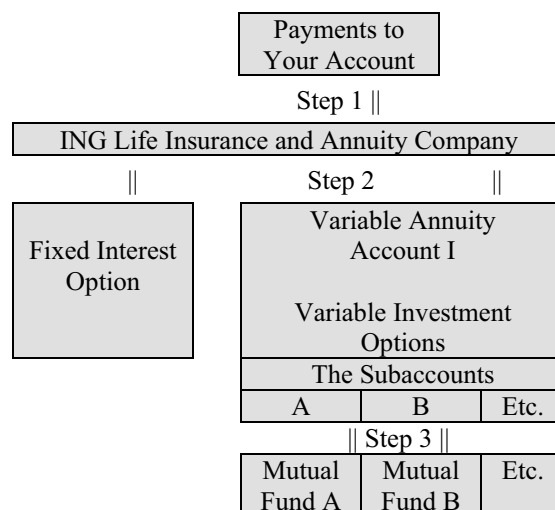 Payments to
Your Account
Step 1 ||
ING Life Insurance and Annuity Company
|| Step 2 ||
Fixed Interest
Option
Variable Annuity
Account I
Variable Investment
Options
The Subaccounts
A B Etc.
|| Step 3 ||
Mutual Mutual Etc.
Fund A Fund B